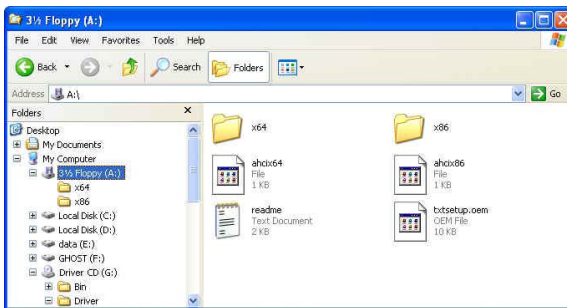 3½ Floppy (A:)
File Edit View Favorites Tools Help
Back Search Folders
Address A:\ Go
Folders
Desktop
My Documents
My Computer
3½ Floppy (A:)
x64
x86
Local Disk (C:)
Local Disk (D:)
data (E:)
GHOST (F:)
Driver CD (G:)
Bin
Driver
x64 x86
ahcix64 ahcix86
File File
1 KB 1 KB
readme txtsetup.oem
Text Document OEM File
2 KB 10 KB